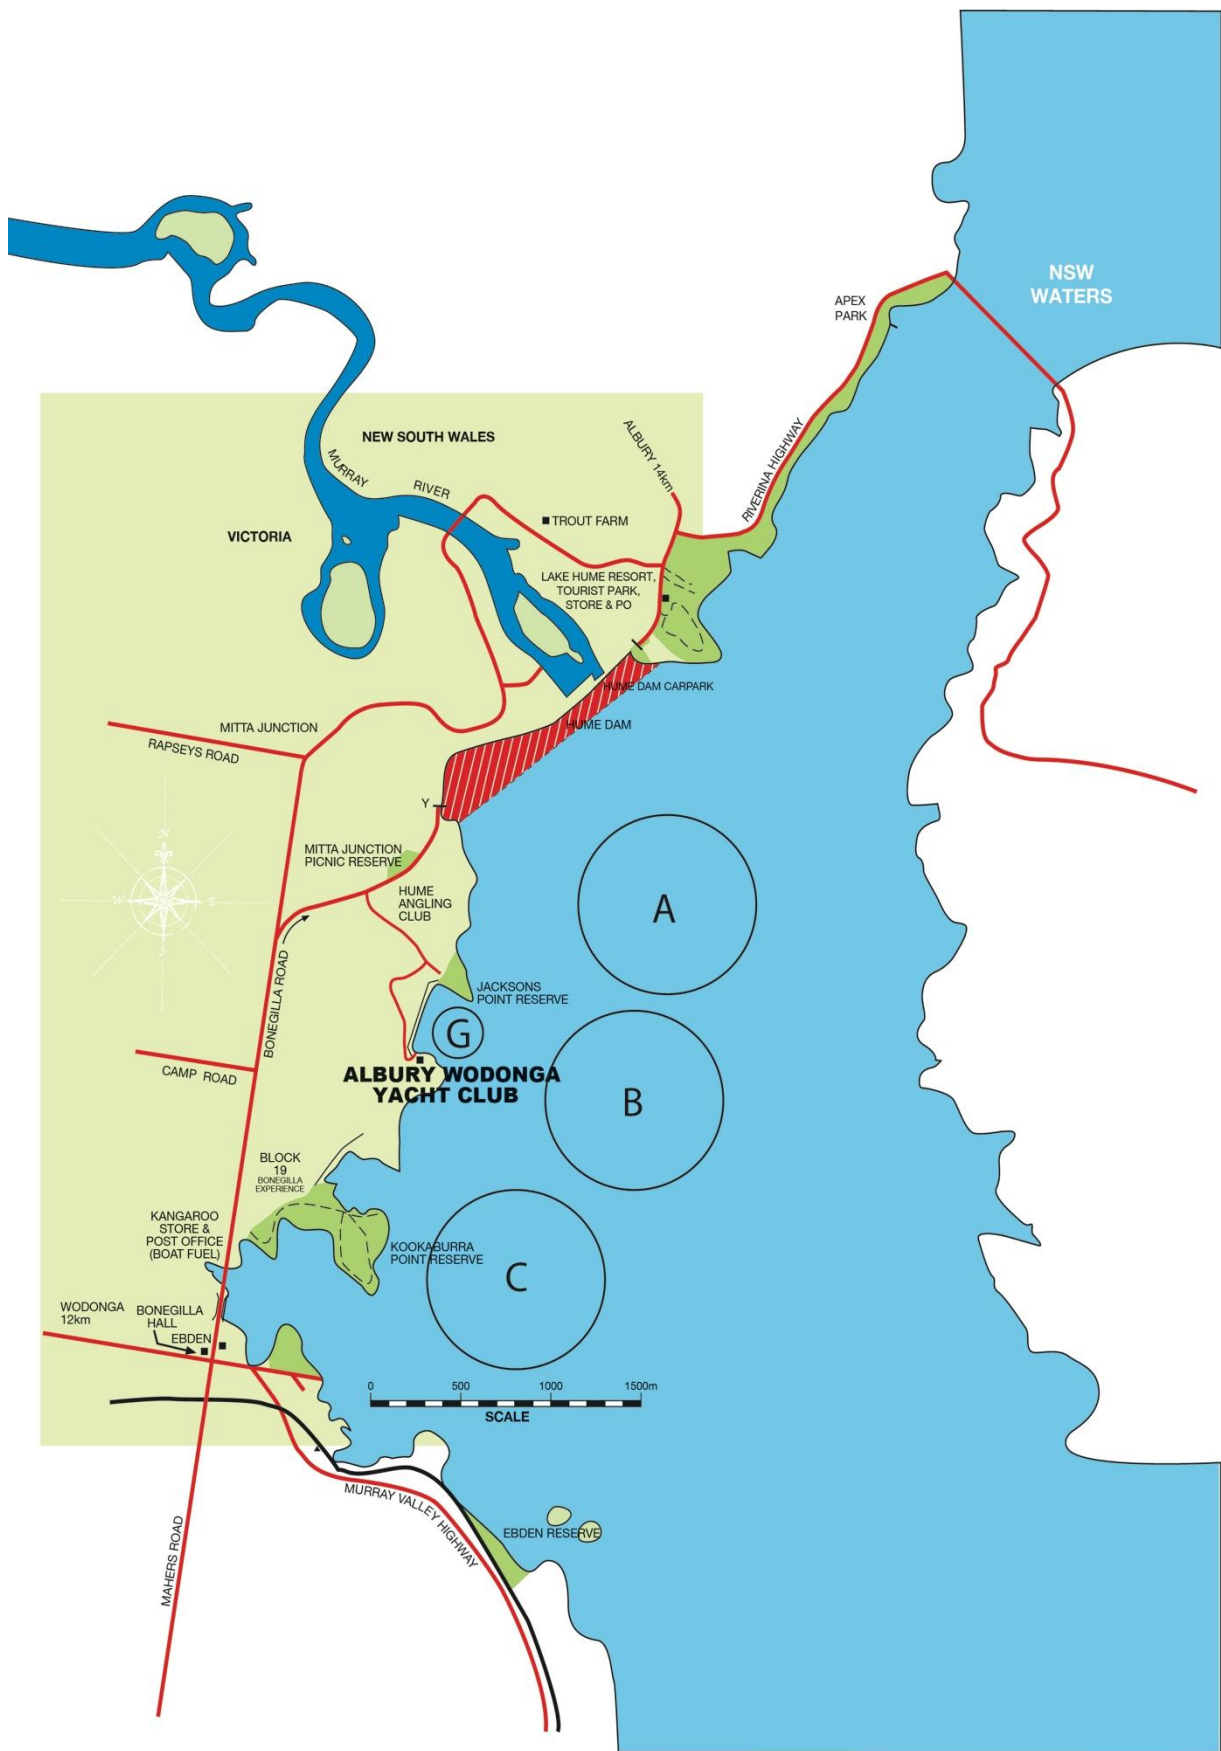 NSW
WATERS
APEX
PARK
RIVERINA HIGHWAY
ALBURY 14km
NEW SOUTH WALES
MURRAY
RIVER
VICTORIA
TROUT FARM
LAKE HUME RESORT,
TOURIST PARK,
STORE & PO
HUME DAM CARPARK
HUME DAM
MITTA JUNCTION
RAPSEYS ROAD
Y
N
W
E
S
MITTA JUNCTION
PICNIC RESERVE
HUME
ANGLING
CLUB
A
BONEGILLA ROAD
JACKSONS
POINT RESERVE
G
CAMP ROAD
ALBURY WODONGA
YACHT CLUB
B
BLOCK
19
BONEGILLA
EXPERIENCE
KANGAROO
STORE &
POST OFFICE
(BOAT FUEL)
KOOKABURRA
POINT RESERVE
C
WODONGA
12km
BONEGILLA
HALL
EBDEN
0 500 1000 1500m
SCALE
MURRAY VALLEY HIGHWAY
EBDEN RESERVE
MAHERS ROAD